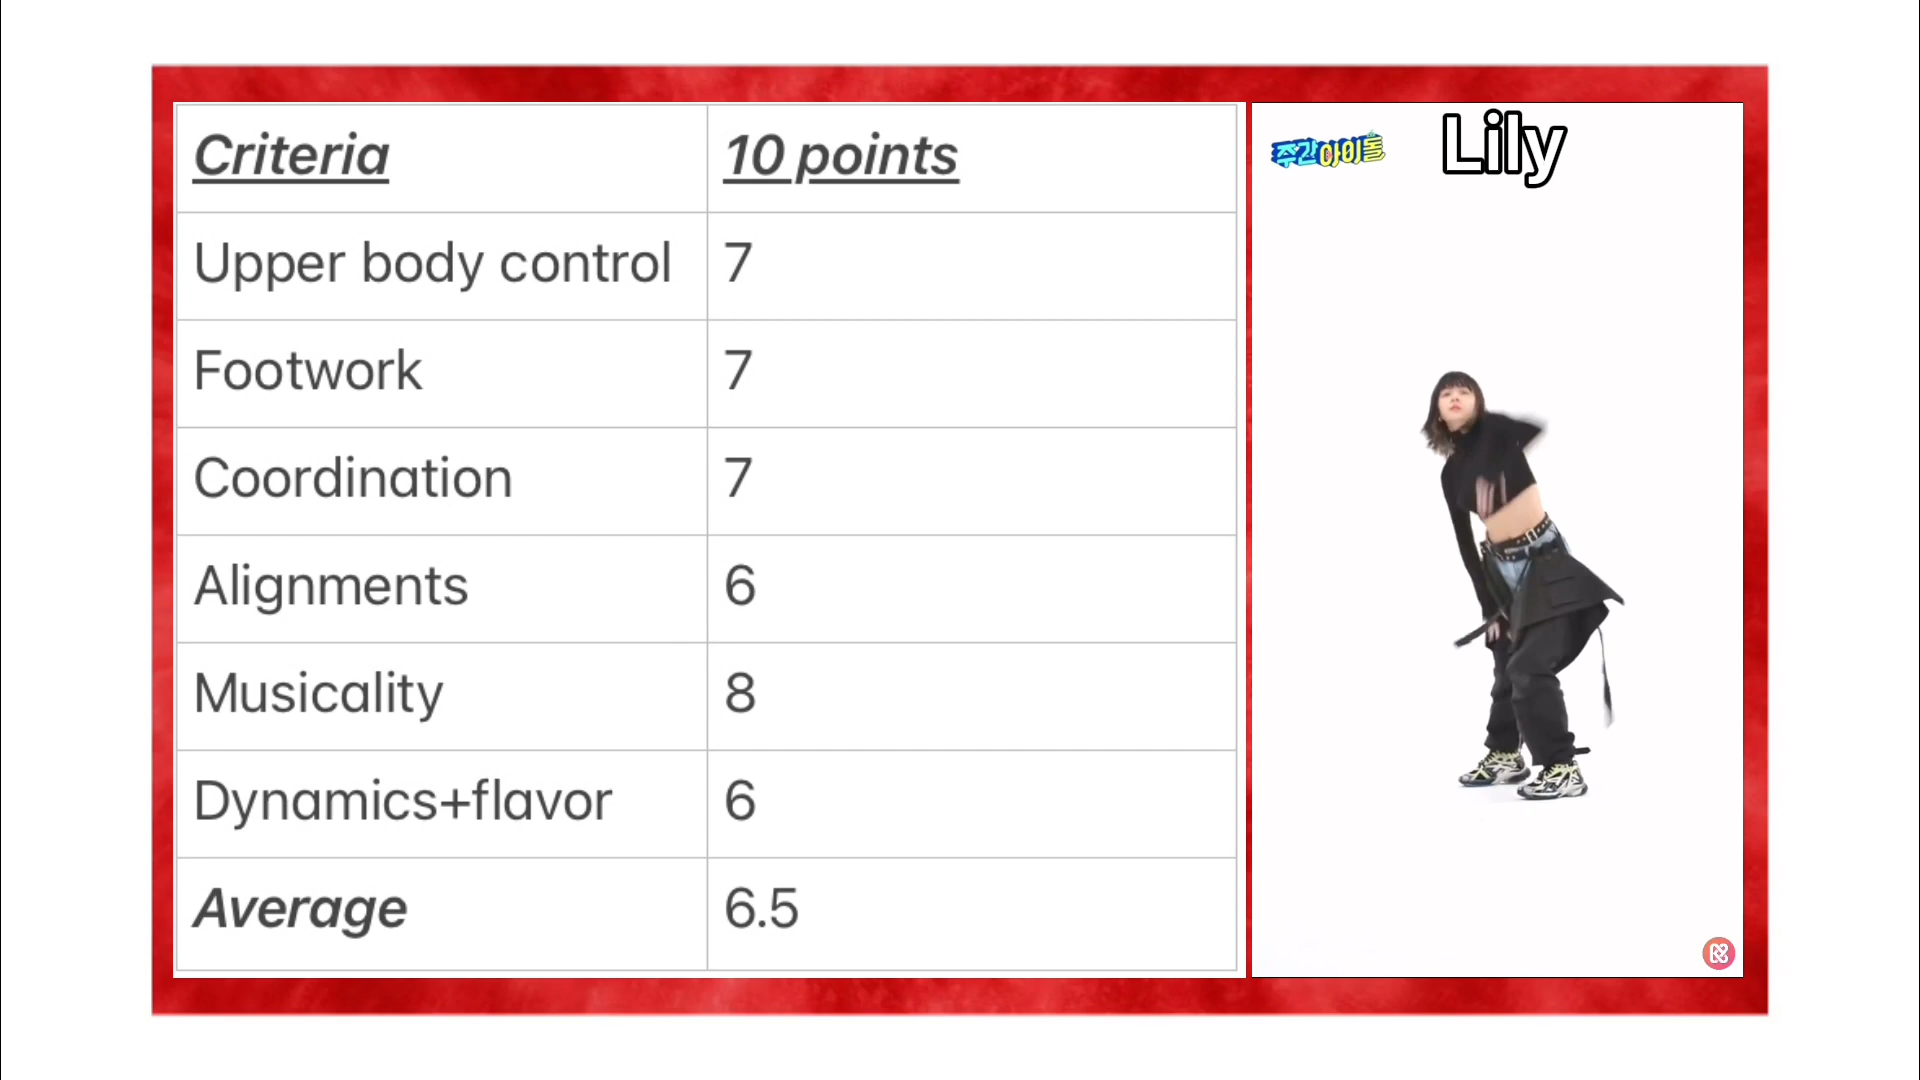 Criteria 10 points
Upper body control 7
Footwork 7
Coordination 7
Alignments 6
Musicality 8
Dynamics+flavor 6
Average 6.5
주간아이돌
Lily